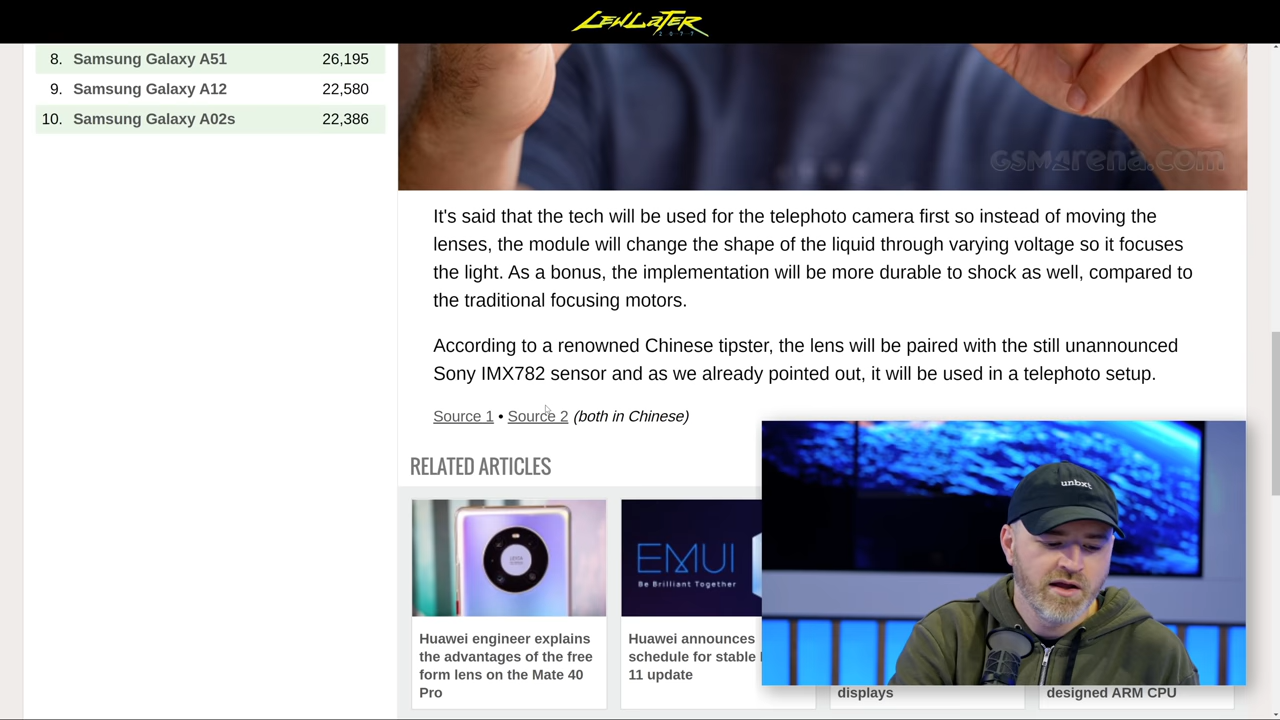 LEWLATER
2077
8. Samsung Galaxy A51 26,195
9. Samsung Galaxy A12 22,580
10. Samsung Galaxy A02s 22,386
GSMArena.com
It's said that the tech will be used for the telephoto camera first so instead of moving the
lenses, the module will change the shape of the liquid through varying voltage so it focuses
the light. As a bonus, the implementation will be more durable to shock as well, compared to
the traditional focusing motors.
According to a renowned Chinese tipster, the lens will be paired with the still unannounced
Sony IMX782 sensor and as we already pointed out, it will be used in a telephoto setup.
Source 1 • Source 2 (both in Chinese)
RELATED ARTICLES
EMUI
Be Brilliant Together
unbx
Huawei engineer explains
the advantages of the free
form lens on the Mate 40
Pro
Huawei announces
schedule for stable
11 update
displays
designed ARM CPU